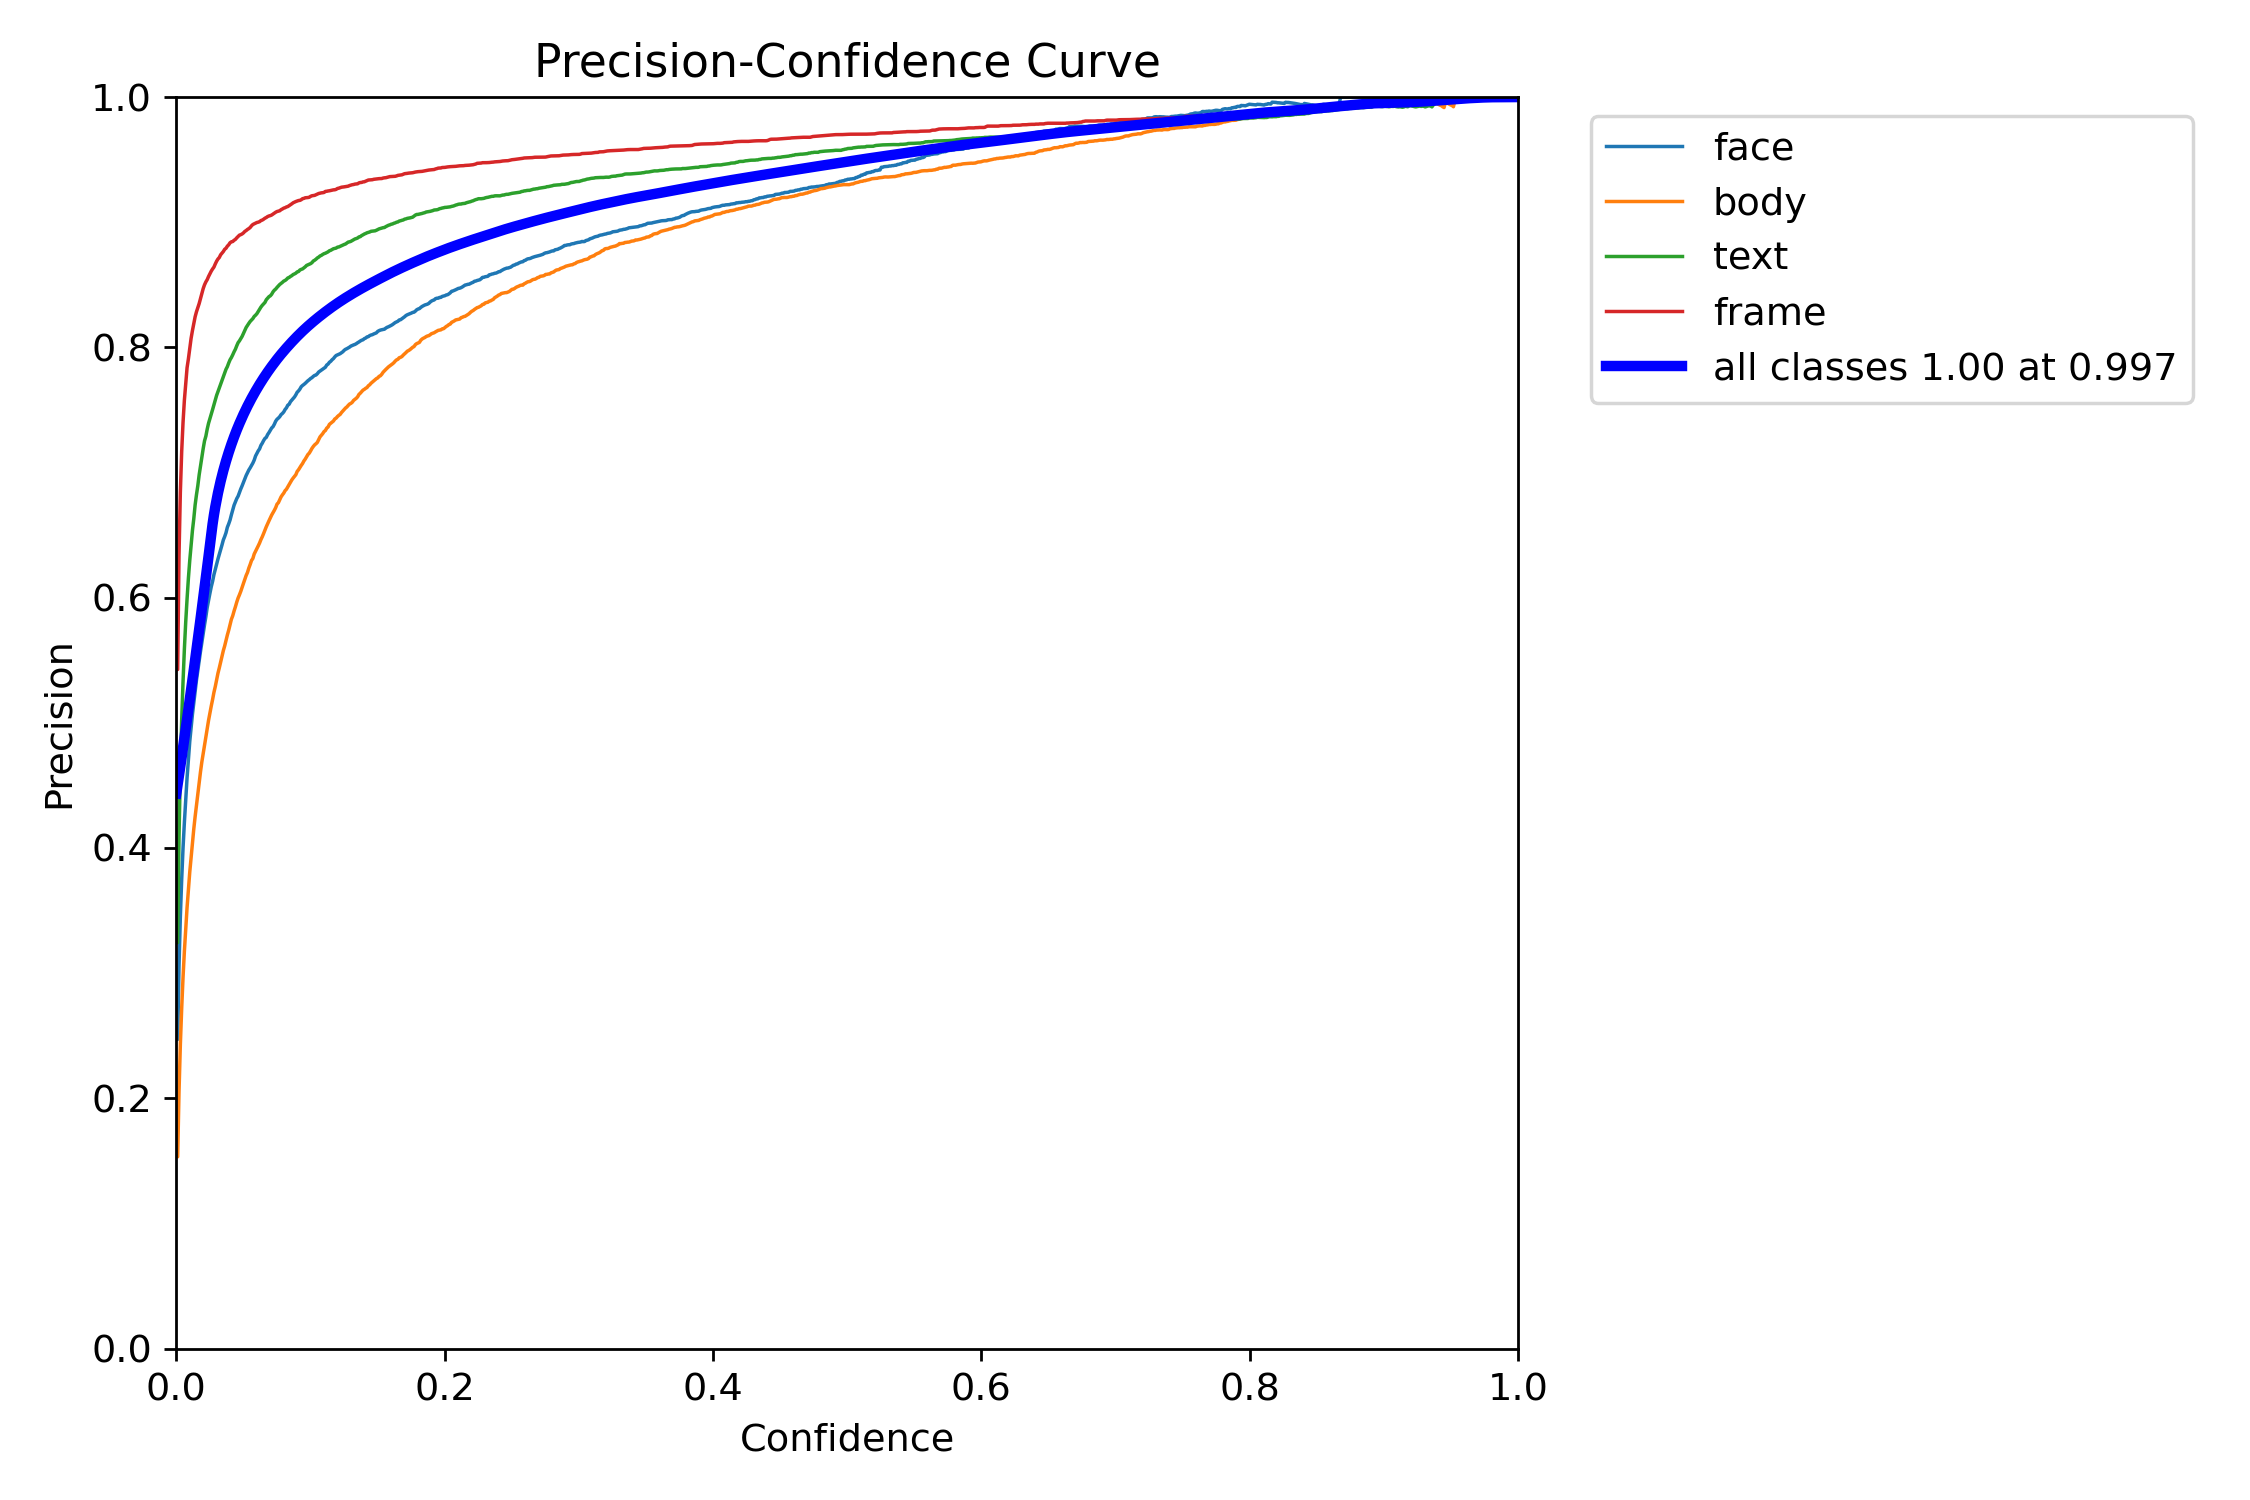 Precision-Confidence Curve
1.0
0.8
0.6
0.4
0.2
0.0
Precision
0.0 0.2 0.4 0.6 0.8 1.0
Confidence
face
body
text
frame
all classes 1.00 at 0.997